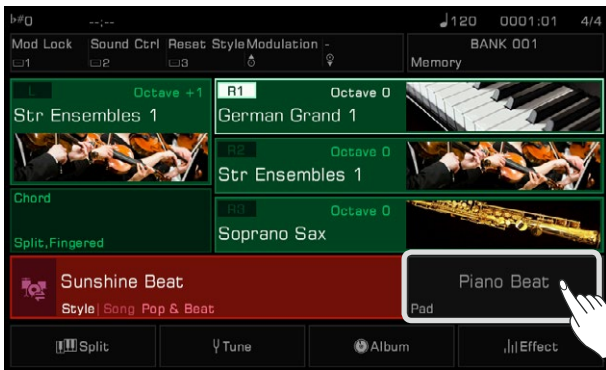 b#0 --;-- ♩120 0001:01 4/4
Mod Lock Sound Ctrl Reset StyleModulation - BANK 001
1 2 3 Memory
L Octave +1 R1 Octave 0
Str Ensembles 1 German Grand 1
R2 Octave 0
Str Ensembles 1
Chord R3 Octave 0
Split,Fingered Soprano Sax
Sunshine Beat Piano Beat
Style|Song Pop & Beat Pad
Split Tune Album Effect